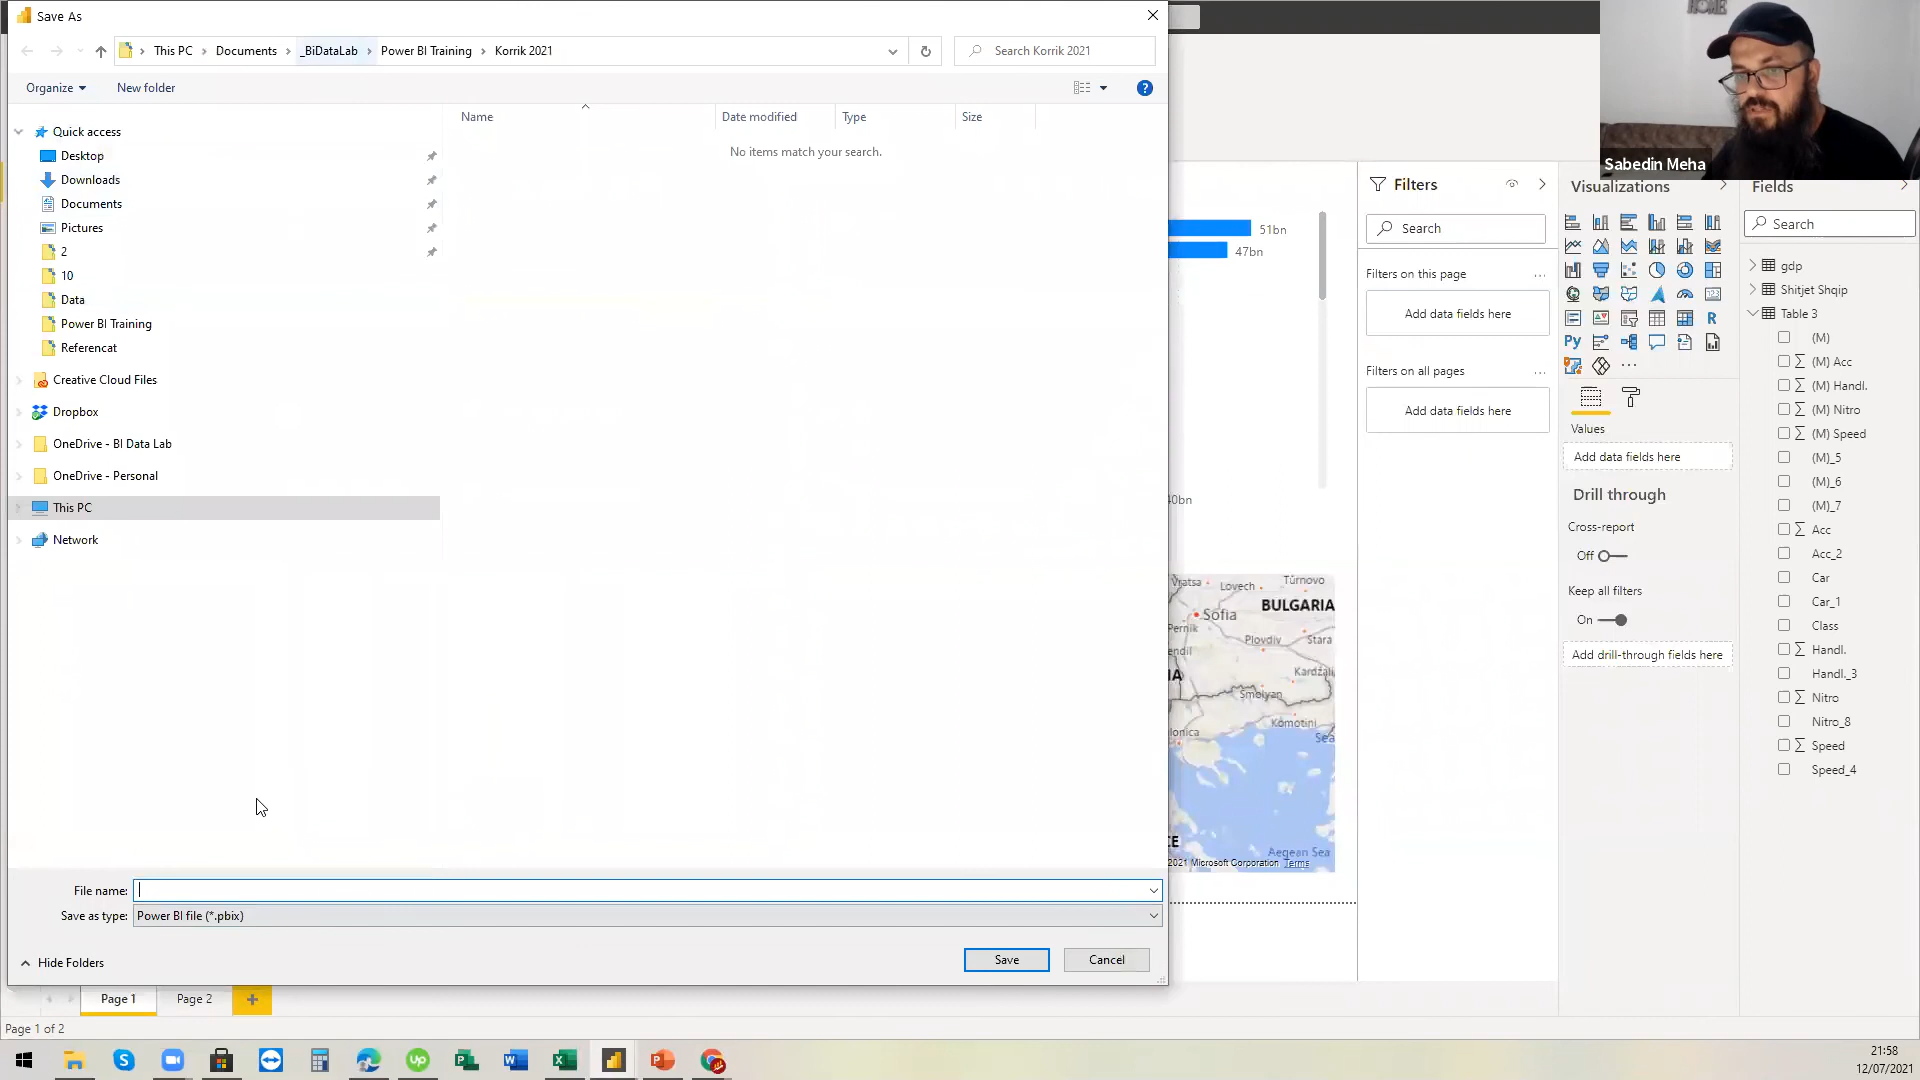 Save As
This PC
Documents
_BiDataLab
Power BI Training
Korrik 2021
Search Korrik 2021
Organize
New folder
Name
Date modified
Type
Size
No items match your search.
Quick access
Desktop
Downloads
Documents
Pictures
2
10
Data
Power BI Training
Referencat
Creative Cloud Files
Dropbox
OneDrive - BI Data Lab
OneDrive - Personal
This PC
Network
File name:
Save as type:
Power BI file (*.pbix)
Hide Folders
Save
Cancel
HOME
Sabedin Meha
51bn
47bn
40bn
Vratsa
Lovech
Túrnovo
BULGARIA
Sofia
Pernik
Plovdiv
Stara
endil
Kardžali
Smolyan
Komotini
Sea
onica
Aegean Sea
2021 Microsoft Corporation Terms
Filters
Search
Filters on this page
...
Add data fields here
Filters on all pages
...
Add data fields here
Visualizations
R
Py
...
Values
Add data fields here
Drill through
Cross-report
Off
Keep all filters
On
Add drill-through fields here
Fields
Search
gdp
Shitjet Shqip
Table 3
(M)
(M) Acc
(M) Handl.
(M) Nitro
(M) Speed
(M)_5
(M)_6
(M)_7
Acc
Acc_2
Car
Car_1
Class
Handl.
Handl._3
Nitro
Nitro_8
Speed
Speed_4
Page 1
Page 2
Page 1 of 2
21:58
12/07/2021